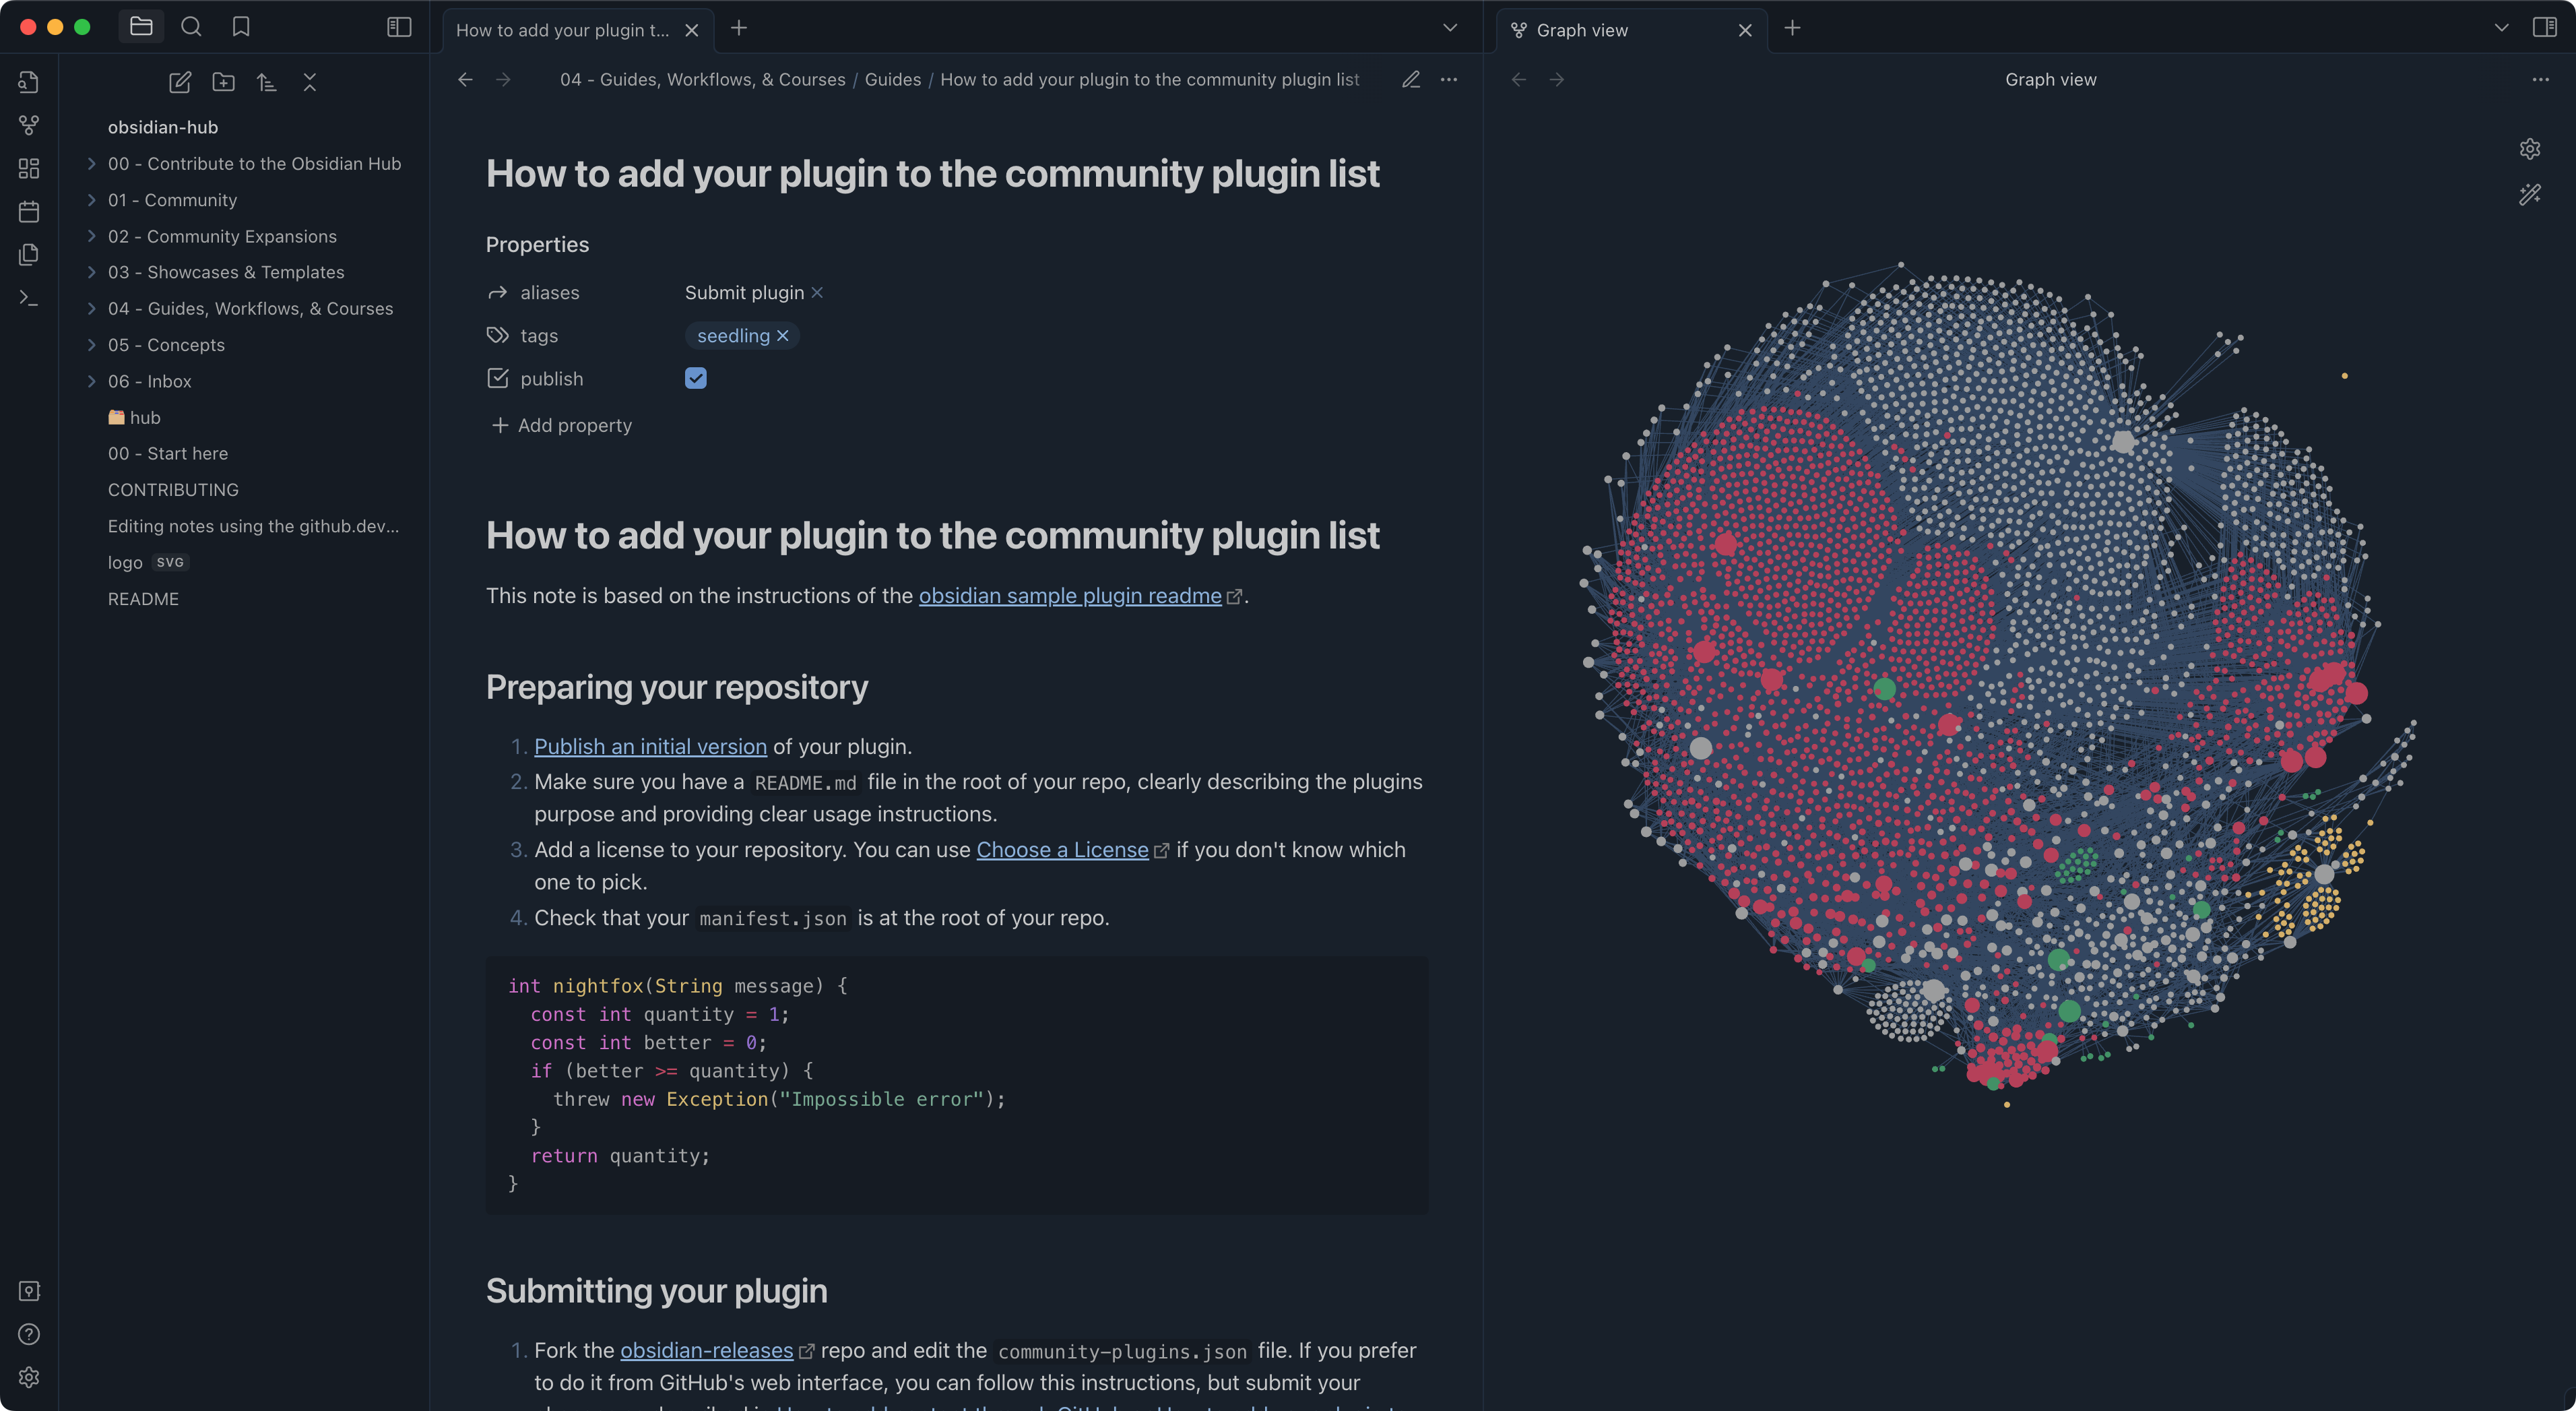 How to add your plugin t...
Graph view
04 - Guides, Workflows, & Courses / Guides / How to add your plugin to the community plugin list
Graph view
obsidian-hub
00 - Contribute to the Obsidian Hub
01 - Community
02 - Community Expansions
03 - Showcases & Templates
04 - Guides, Workflows, & Courses
05 - Concepts
06 - Inbox
hub
00 - Start here
CONTRIBUTING
Editing notes using the github.dev...
logo SVG
README
How to add your plugin to the community plugin list
Properties
aliases Submit plugin
tags seedling
publish
Add property
How to add your plugin to the community plugin list
This note is based on the instructions of the obsidian sample plugin readme.
Preparing your repository
1. Publish an initial version of your plugin.
2. Make sure you have a README.md file in the root of your repo, clearly describing the plugins
purpose and providing clear usage instructions.
3. Add a license to your repository. You can use Choose a License if you don't know which
one to pick.
4. Check that your manifest.json is at the root of your repo.
int nightfox(String message) {
  const int quantity = 1;
  const int better = 0;
  if (better >= quantity) {
    threw new Exception("Impossible error");
  }
  return quantity;
}
Submitting your plugin
1. Fork the obsidian-releases repo and edit the community-plugins.json file. If you prefer
to do it from GitHub's web interface, you can follow this instructions, but submit your